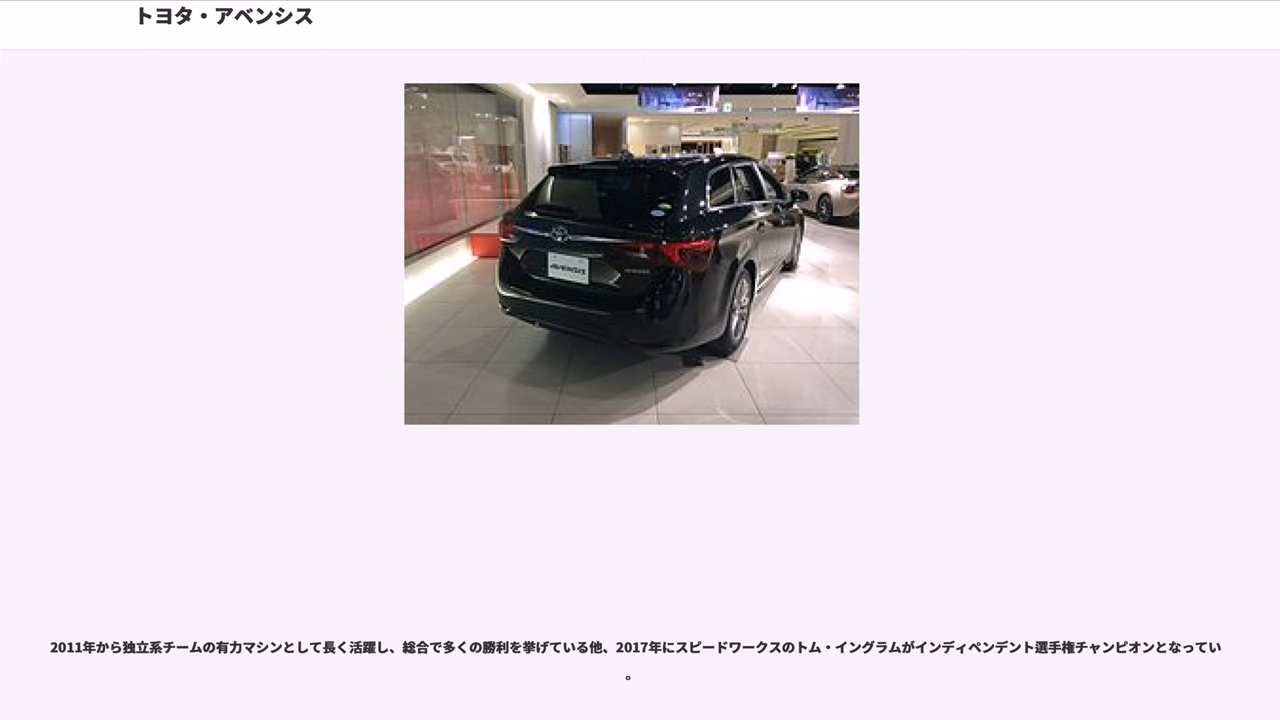 トヨタ・アベンシス
AVENSIS
2011年から独立系チームの有力マシンとして長く活躍し、総合で多くの勝利を挙げている他、2017年にスピードワークスのトム・イングラムがインディペンデント選手権チャンピオンとなってい
。